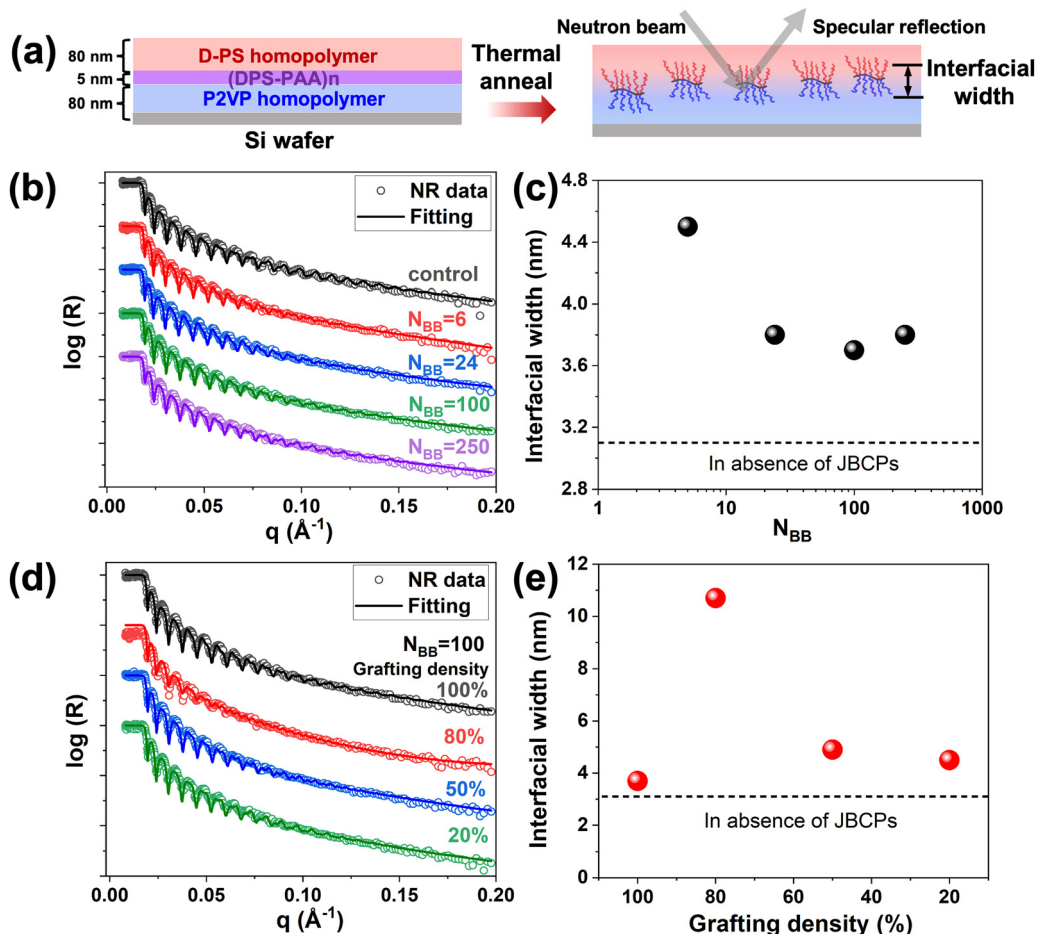 (a)
80 nm
5 nm
80 nm
D-PS homopolymer
(DPS-PAA)n
P2VP homopolymer
Si wafer
Thermal
anneal
Neutron beam
Specular reflection
Interfacial
width
(b)
NR data
Fitting
control
N_BB=6
N_BB=24
N_BB=100
N_BB=250
log (R)
0.00 0.05 0.10 0.15 0.20
q (Å⁻¹)
(c)
4.8
4.4
4.0
3.6
3.2
2.8
Interfacial width (nm)
In absence of JBCPs
1 10 100 1000
N_BB
(d)
NR data
Fitting
N_BB=100
Grafting density
100%
80%
50%
20%
log (R)
0.00 0.05 0.10 0.15 0.20
q (Å⁻¹)
(e)
12
10
8
6
4
2
0
Interfacial width (nm)
In absence of JBCPs
100 80 60 40 20
Grafting density (%)